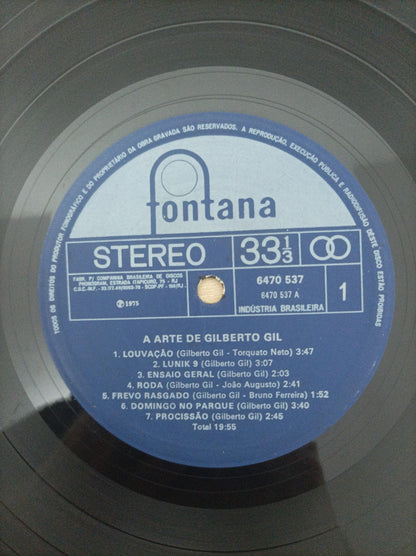 TODOS OS DIREITOS DO PRODUTOR FONOGRÁFICO E DO PROPRIETÁRIO DA OBRA GRAVADA SÃO RESERVADOS. A REPRODUÇÃO, EXECUÇÃO PÚBLICA E RADIODIFUSÃO DESTE DISCO ESTÃO PROIBIDAS
fontana
STEREO 33 1/3
FABR. P/ COMPANHIA BRASILEIRA DE DISCOS
PHONOGRAM, ESTRADA ITAPICURU, 75 - RJ
℗1975
6470 537
6470 537 A
INDÚSTRIA BRASILEIRA
1
A ARTE DE GILBERTO GIL
1. LOUVAÇÃO (Gilberto Gil - Torquato Neto) 3:47
2. LUNIK 9 (Gilberto Gil) 3:07
3. ENSAIO GERAL (Gilberto Gil) 2:03
4. RODA (Gilberto Gil - João Augusto) 2:41
5. FREVO RASGADO (Gilberto Gil - Bruno Ferreira) 1:52
6. DOMINGO NO PARQUE (Gilberto Gil) 3:40
7. PROCISSÃO (Gilberto Gil) 2:45
Total 19:55